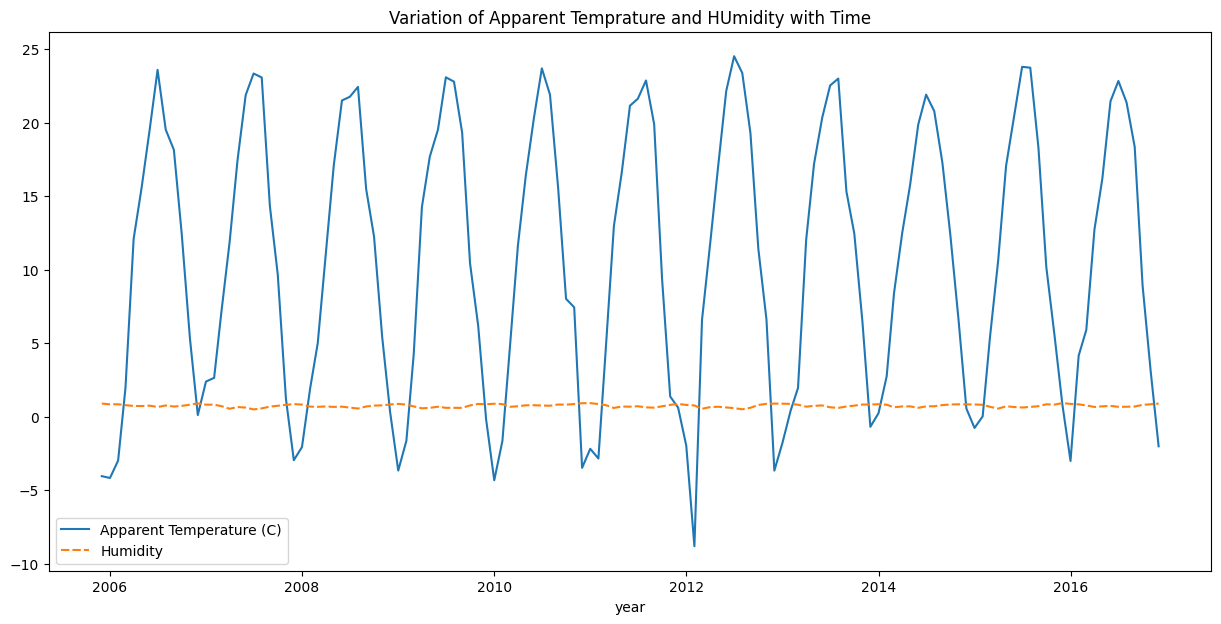 Variation of Apparent Temprature and HUmidity with Time
25
20
15
10
5
0
−5
−10
Apparent Temperature (C)
Humidity
2006 2008 2010 2012 2014 2016
year